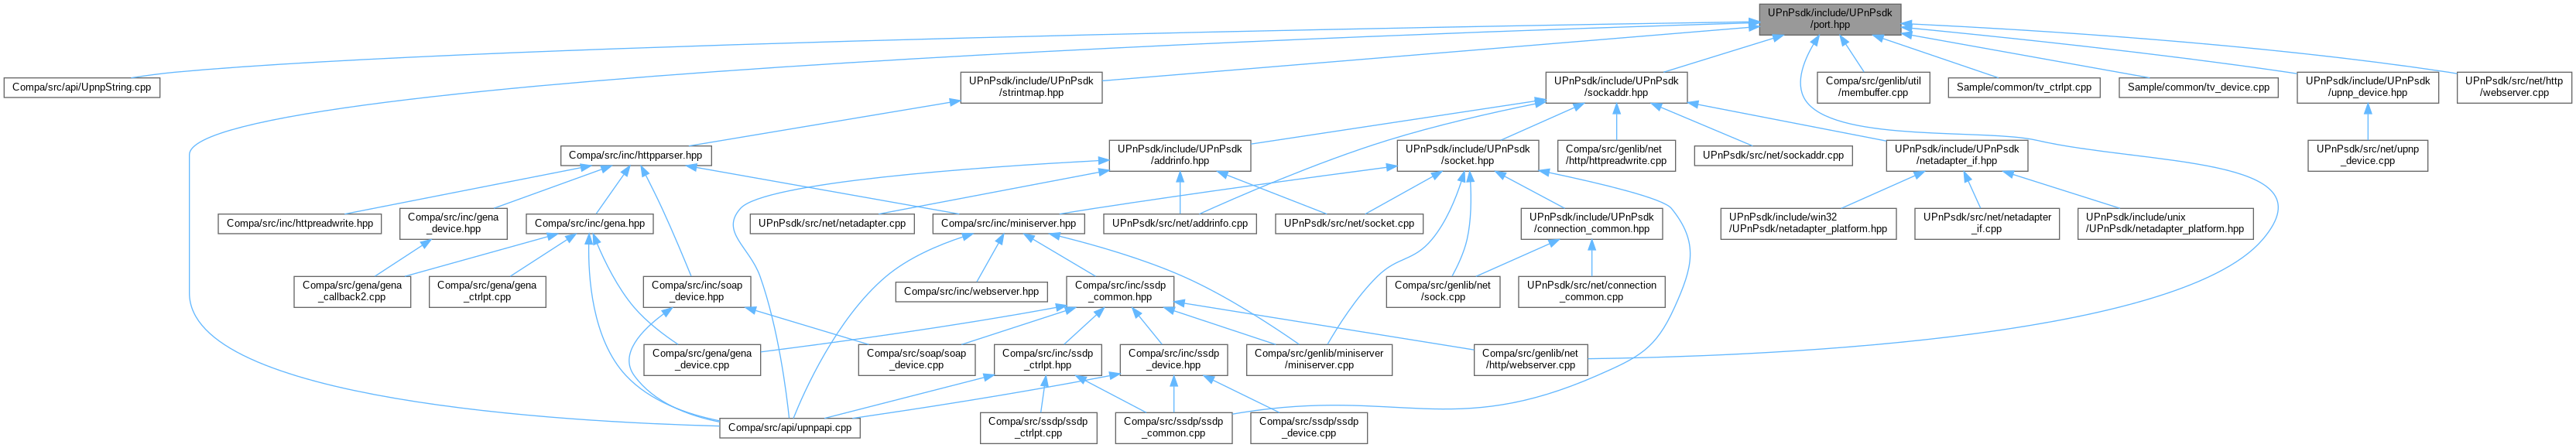 UPnPsdk/include/UPnPsdk
/port.hpp
Compa/src/api/UpnpString.cpp
UPnPsdk/include/UPnPsdk
/strintmap.hpp
UPnPsdk/include/UPnPsdk
/sockaddr.hpp
Compa/src/genlib/util
/membuffer.cpp
Sample/common/tv_ctrlpt.cpp
Sample/common/tv_device.cpp
UPnPsdk/include/UPnPsdk
/upnp_device.hpp
UPnPsdk/src/net/http
/webserver.cpp
Compa/src/inc/httpparser.hpp
UPnPsdk/include/UPnPsdk
/addrinfo.hpp
UPnPsdk/include/UPnPsdk
/socket.hpp
Compa/src/genlib/net
/http/httpreadwrite.cpp
UPnPsdk/src/net/sockaddr.cpp
UPnPsdk/include/UPnPsdk
/netadapter_if.hpp
UPnPsdk/src/net/upnp
_device.cpp
Compa/src/inc/httpreadwrite.hpp
Compa/src/inc/gena
_device.hpp
Compa/src/inc/gena.hpp
UPnPsdk/src/net/netadapter.cpp
Compa/src/inc/miniserver.hpp
UPnPsdk/src/net/addrinfo.cpp
UPnPsdk/src/net/socket.cpp
UPnPsdk/include/UPnPsdk
/connection_common.hpp
UPnPsdk/include/win32
/UPnPsdk/netadapter_platform.hpp
UPnPsdk/src/net/netadapter
_if.cpp
UPnPsdk/include/unix
/UPnPsdk/netadapter_platform.hpp
Compa/src/gena/gena
_callback2.cpp
Compa/src/gena/gena
_ctrlpt.cpp
Compa/src/inc/soap
_device.hpp
Compa/src/inc/webserver.hpp
Compa/src/inc/ssdp
_common.hpp
Compa/src/genlib/net
/sock.cpp
UPnPsdk/src/net/connection
_common.cpp
Compa/src/gena/gena
_device.cpp
Compa/src/soap/soap
_device.cpp
Compa/src/inc/ssdp
_ctrlpt.hpp
Compa/src/inc/ssdp
_device.hpp
Compa/src/genlib/miniserver
/miniserver.cpp
Compa/src/genlib/net
/http/webserver.cpp
Compa/src/api/upnpapi.cpp
Compa/src/ssdp/ssdp
_ctrlpt.cpp
Compa/src/ssdp/ssdp
_common.cpp
Compa/src/ssdp/ssdp
_device.cpp